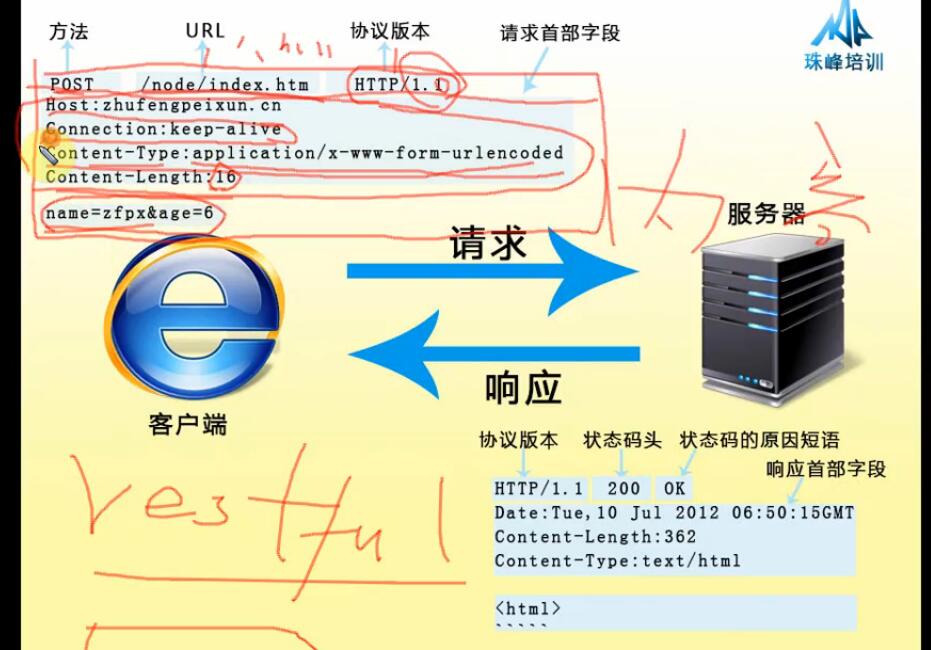 方法 URL 协议版本 请求首部字段
珠峰培训
POST /node/index.htm HTTP/1.1
Host:zhufengpeixun.cn
Connection:keep-alive
Content-Type:application/x-www-form-urlencoded
Content-Length:16
name=zfpx&age=6
服务器
请求
响应
客户端
协议版本 状态码头 状态码的原因短语
响应首部字段
restful
HTTP/1.1 200 OK
Date:Tue,10 Jul 2012 06:50:15GMT
Content-Length:362
Content-Type:text/html
<html>